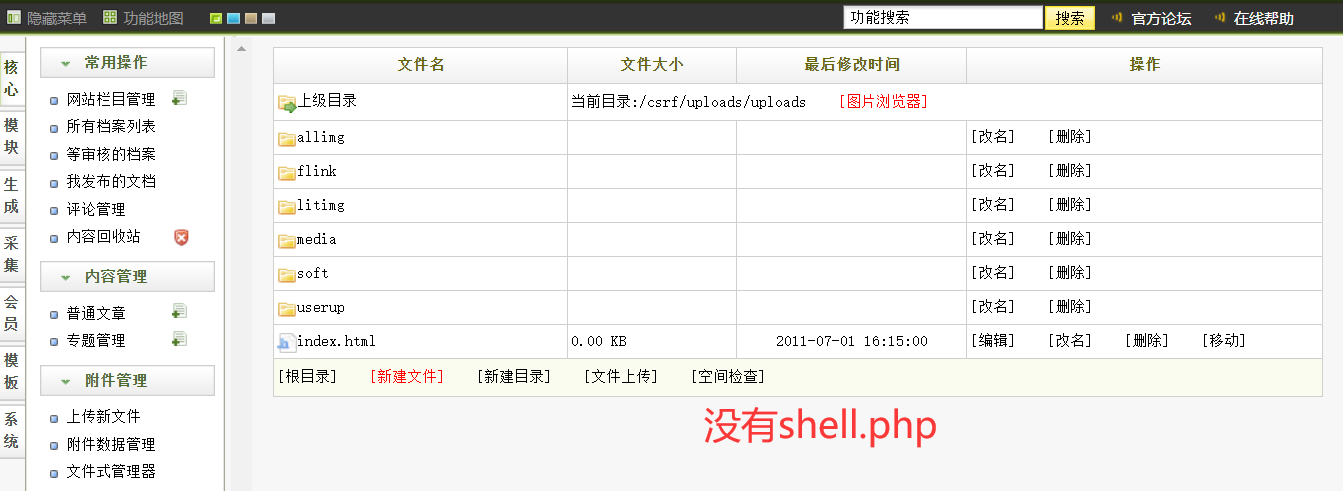 隐藏菜单 功能地图 功能搜索 搜索 官方论坛 在线帮助
核心
模块
生成
采集
会员
模板
系统
常用操作
网站栏目管理
所有档案列表
等审核的档案
我发布的文档
评论管理
内容回收站
内容管理
普通文章
专题管理
附件管理
上传新文件
附件数据管理
文件式管理器
文件名 文件大小 最后修改时间 操作
上级目录 当前目录:/csrf/uploads/uploads [图片浏览器]
allimg [改名] [删除]
flink [改名] [删除]
litimg [改名] [删除]
media [改名] [删除]
soft [改名] [删除]
userup [改名] [删除]
index.html 0.00 KB 2011-07-01 16:15:00 [编辑] [改名] [删除] [移动]
[根目录] [新建文件] [新建目录] [文件上传] [空间检查]
没有shell.php